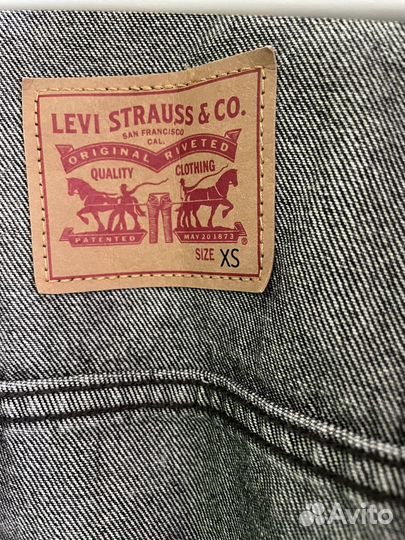 LEVI STRAUSS & CO.
SAN FRANCISCO
CAL.
ORIGINAL RIVETED
QUALITY CLOTHING
PATENTED MAY 20 1873 ®
SIZE XS
Avito